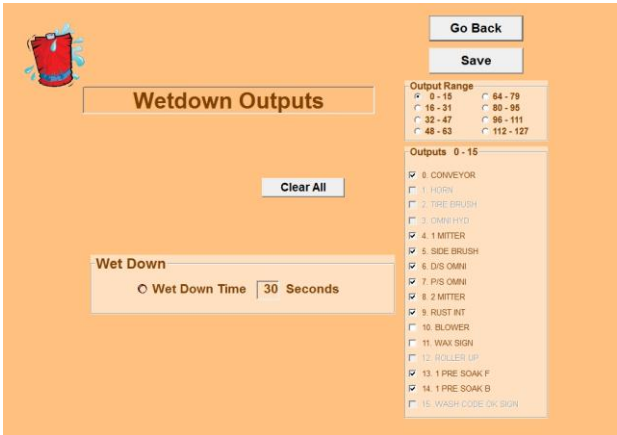 Go Back
Save
Wetdown Outputs
Output Range
0 - 15 64 - 79
16 - 31 80 - 95
32 - 47 96 - 111
48 - 63 112 - 127
Outputs 0 - 15
Clear All
0. CONVEYOR
1. HORN
2. TIRE BRUSH
3. OMNI HYD
4. 1 MITTER
5. SIDE BRUSH
6. D/S OMNI
7. P/S OMNI
8. 2 MITTER
9. RUST INT
10. BLOWER
11. WAX SIGN
12. ROLLER UP
13. 1 PRE SOAK F
14. 1 PRE SOAK B
15. WASH CODE OK SIGN
Wet Down
Wet Down Time 30 Seconds